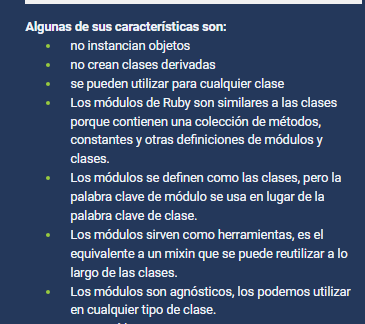 Algunas de sus características son:
• no instancian objetos
• no crean clases derivadas
• se pueden utilizar para cualquier clase
• Los módulos de Ruby son similares a las clases
porque contienen una colección de métodos,
constantes y otras definiciones de módulos y
clases.
• Los módulos se definen como las clases, pero la
palabra clave de módulo se usa en lugar de la
palabra clave de clase.
• Los módulos sirven como herramientas, es el
equivalente a un mixin que se puede reutilizar a lo
largo de las clases.
• Los módulos son agnósticos, los podemos utilizar
en cualquier tipo de clase.